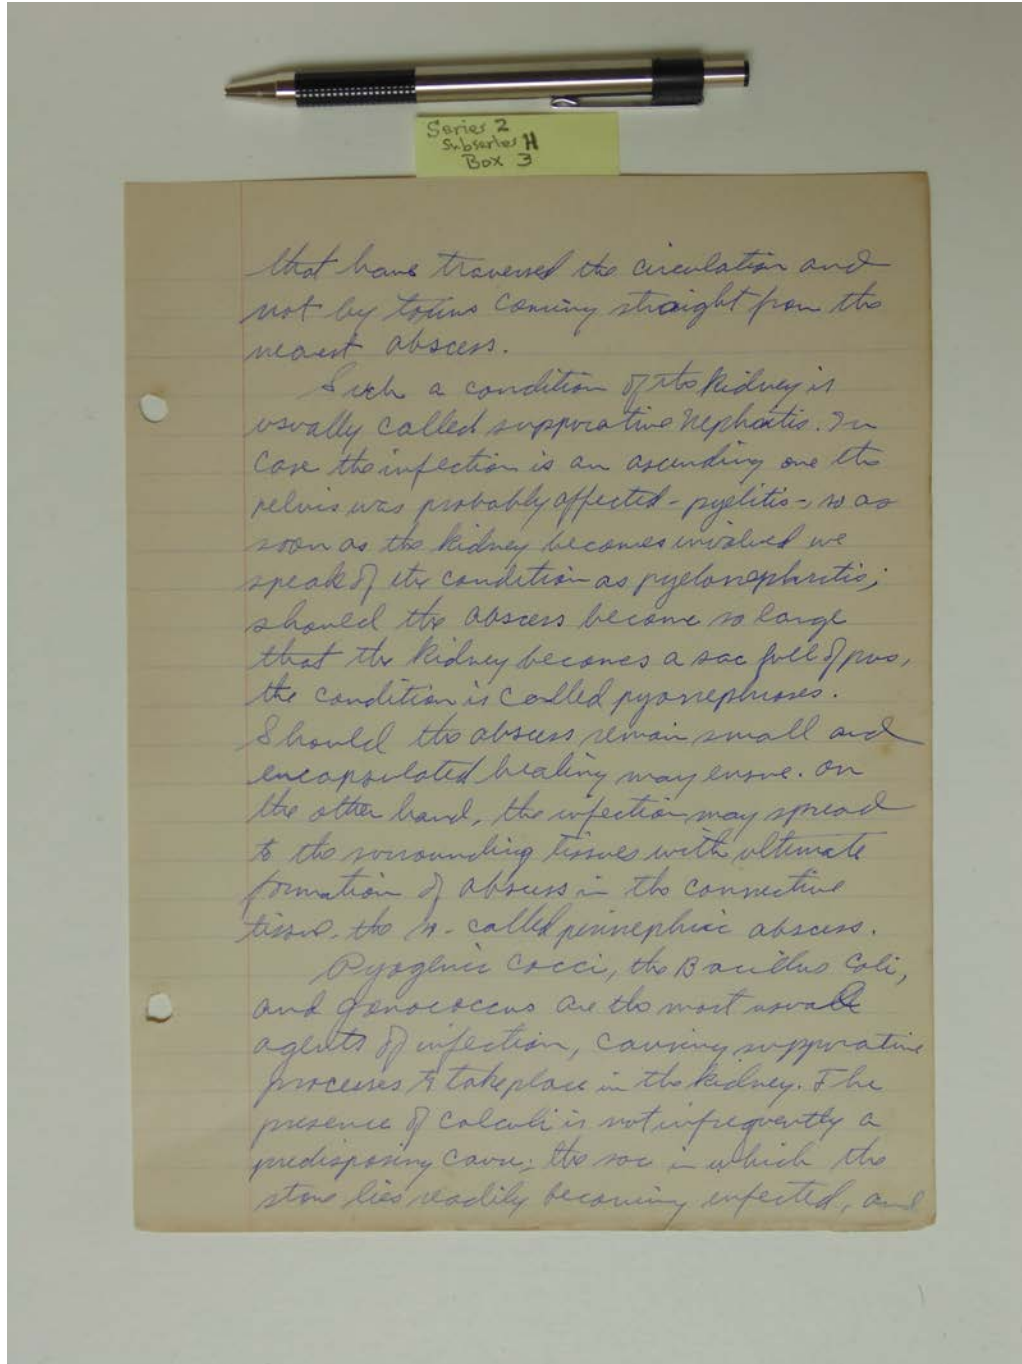 Series 2
Subseries H
Box 3
that have traversed the circulation and
not by toxins coming straight from the
nearest abscess.
Such a condition of the kidney is
usually called suppurative nephritis. In
case the infection is an ascending one the
pelvis was probably affected - pyelitis -, so as
soon as the kidney becomes involved we
speak of the condition as pyelonephritis;
should the abscess become so large
that the kidney becomes a sac full of pus,
the condition is called pyonephroses.
Should the abscess remain small and
encapsulated healing may ensue. On
the other hand, the infection may spread
to the surrounding tissues with ultimate
formation of abscess in the connective
tissue - the so-called perinephric abscess.
Pyogenic cocci, the Bacillus Coli,
and gonococcus are the most usual
agents of infection, causing suppurative
processes to take place in the kidney. The
presence of calculi is not infrequently a
predisposing cause; the sac in which the
stone lies readily becoming infected, and